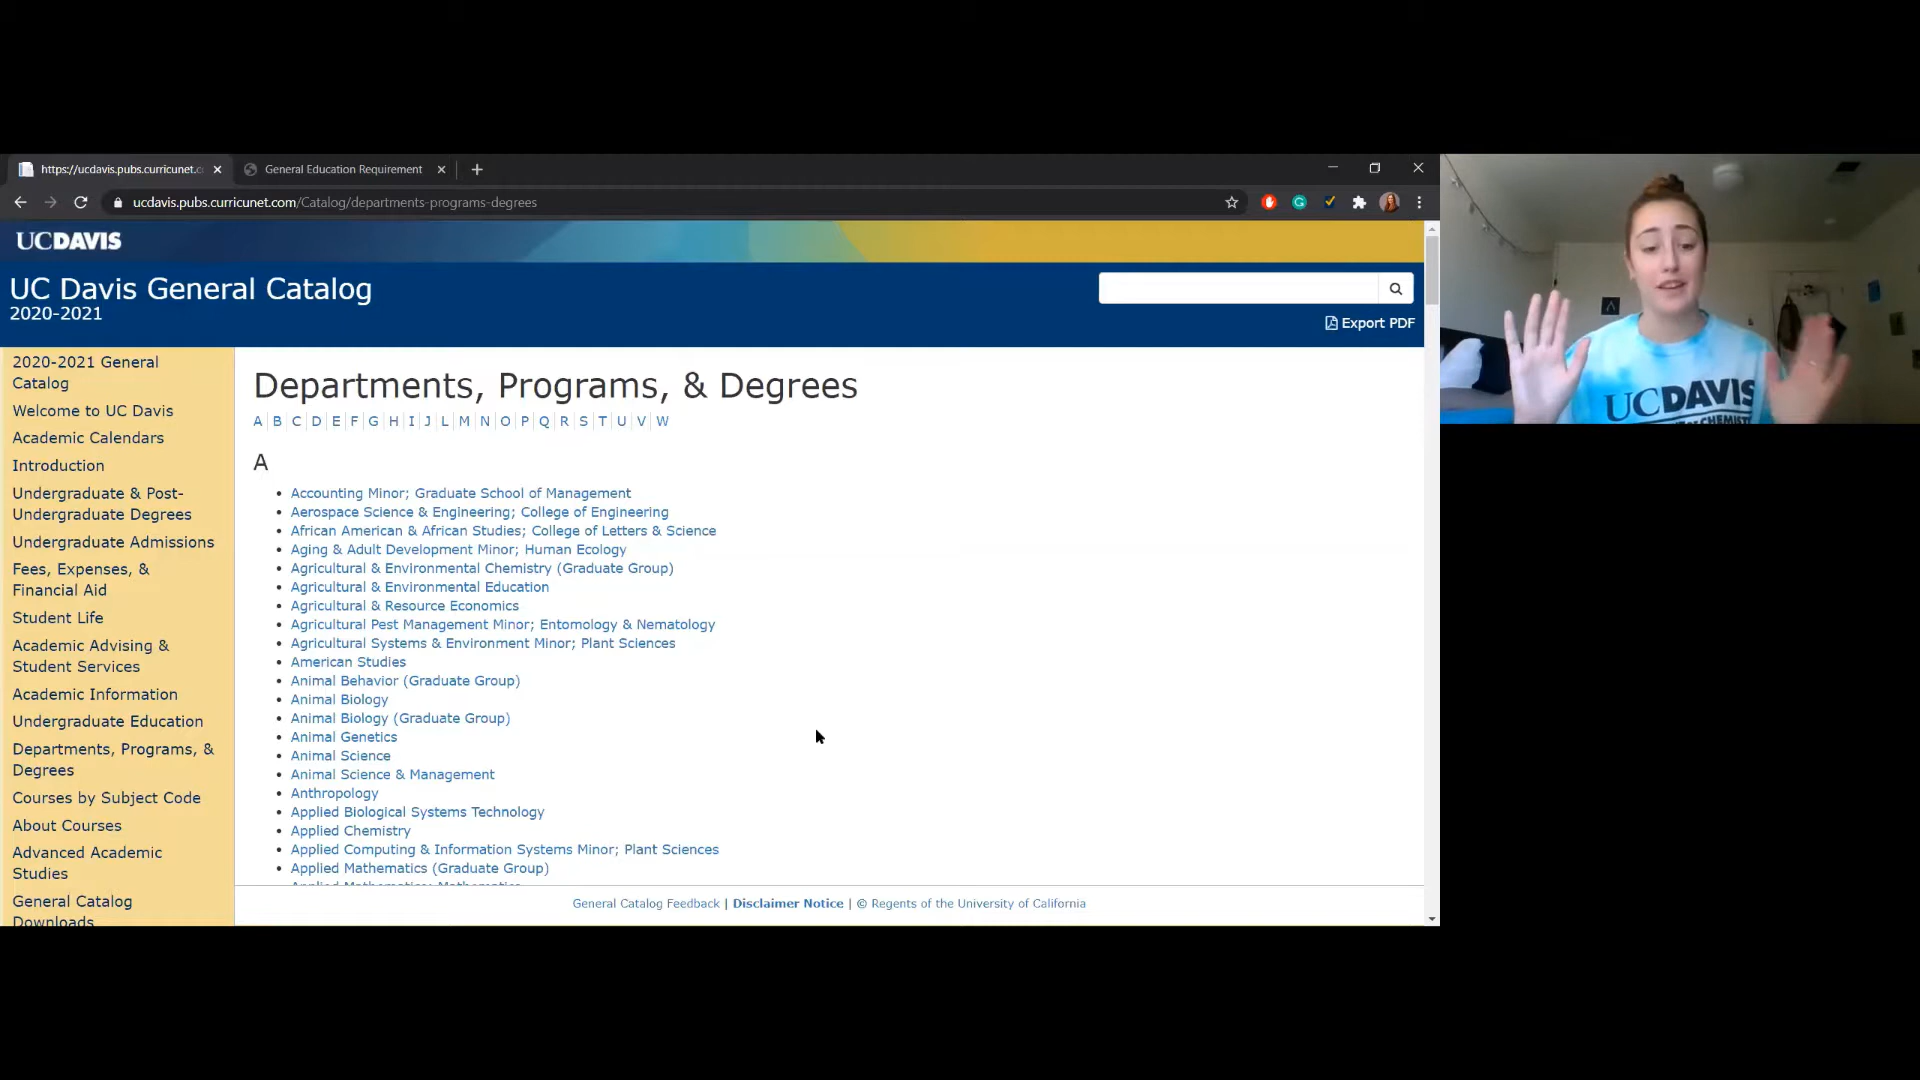 https://ucdavis.pubs.curricunet.c
General Education Requirement
ucdavis.pubs.curricunet.com/Catalog/departments-programs-degrees
UCDAVIS
UC Davis General Catalog
2020-2021
Export PDF
2020-2021 General
Catalog
Welcome to UC Davis
Academic Calendars
Introduction
Undergraduate & Post-
Undergraduate Degrees
Undergraduate Admissions
Fees, Expenses, &
Financial Aid
Student Life
Academic Advising &
Student Services
Academic Information
Undergraduate Education
Departments, Programs, &
Degrees
Courses by Subject Code
About Courses
Advanced Academic
Studies
General Catalog
Downloads
Departments, Programs, & Degrees
A B C D E F G H I J L M N O P Q R S T U V W
A
Accounting Minor; Graduate School of Management
Aerospace Science & Engineering; College of Engineering
African American & African Studies; College of Letters & Science
Aging & Adult Development Minor; Human Ecology
Agricultural & Environmental Chemistry (Graduate Group)
Agricultural & Environmental Education
Agricultural & Resource Economics
Agricultural Pest Management Minor; Entomology & Nematology
Agricultural Systems & Environment Minor; Plant Sciences
American Studies
Animal Behavior (Graduate Group)
Animal Biology
Animal Biology (Graduate Group)
Animal Genetics
Animal Science
Animal Science & Management
Anthropology
Applied Biological Systems Technology
Applied Chemistry
Applied Computing & Information Systems Minor; Plant Sciences
Applied Mathematics (Graduate Group)
Applied Mathematics; Mathematics
General Catalog Feedback | Disclaimer Notice | © Regents of the University of California
UCDAVIS